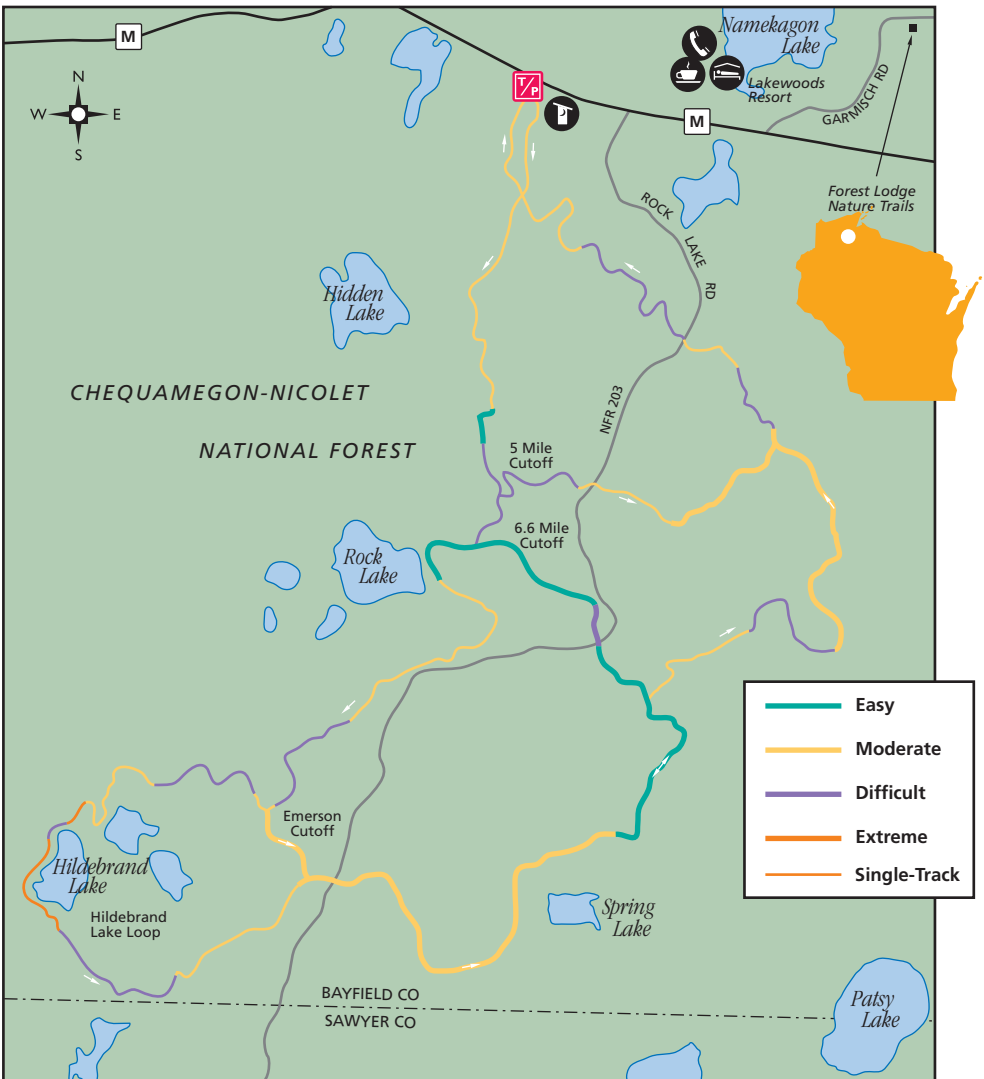 M
Namekagon
Lake
GARMISCH RD
Lakewoods
Resort
T/P
M
N
W E
S
Forest Lodge
Nature Trails
ROCK LAKE RD
Hidden
Lake
CHEQUAMEGON-NICOLET
NATIONAL FOREST
NFR 203
5 Mile
Cutoff
6.6 Mile
Cutoff
Rock
Lake
Easy
Moderate
Difficult
Extreme
Single-Track
Emerson
Cutoff
Hildebrand
Lake
Hildebrand
Lake Loop
Spring
Lake
BAYFIELD CO
SAWYER CO
Patsy
Lake